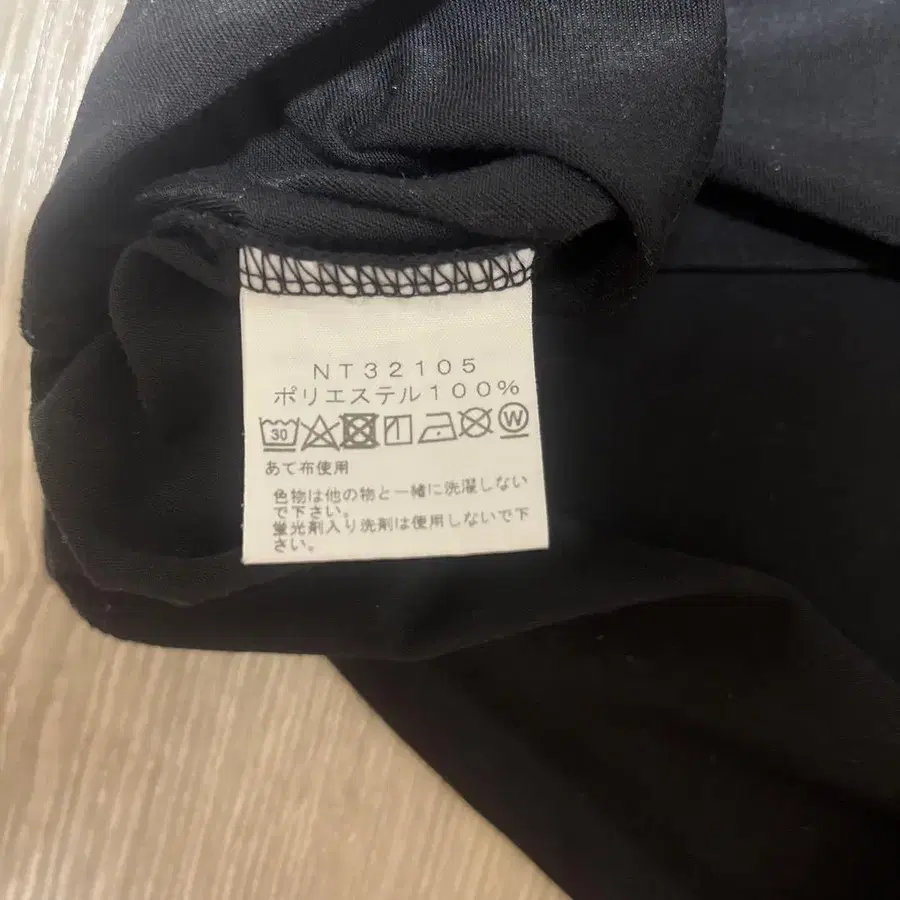 NT32105
ポリエステル100%
30 W
あて布使用
色物は他の物と一緒に洗濯しない
で下さい。
蛍光剤入り洗剤は使用しないで下
さい。